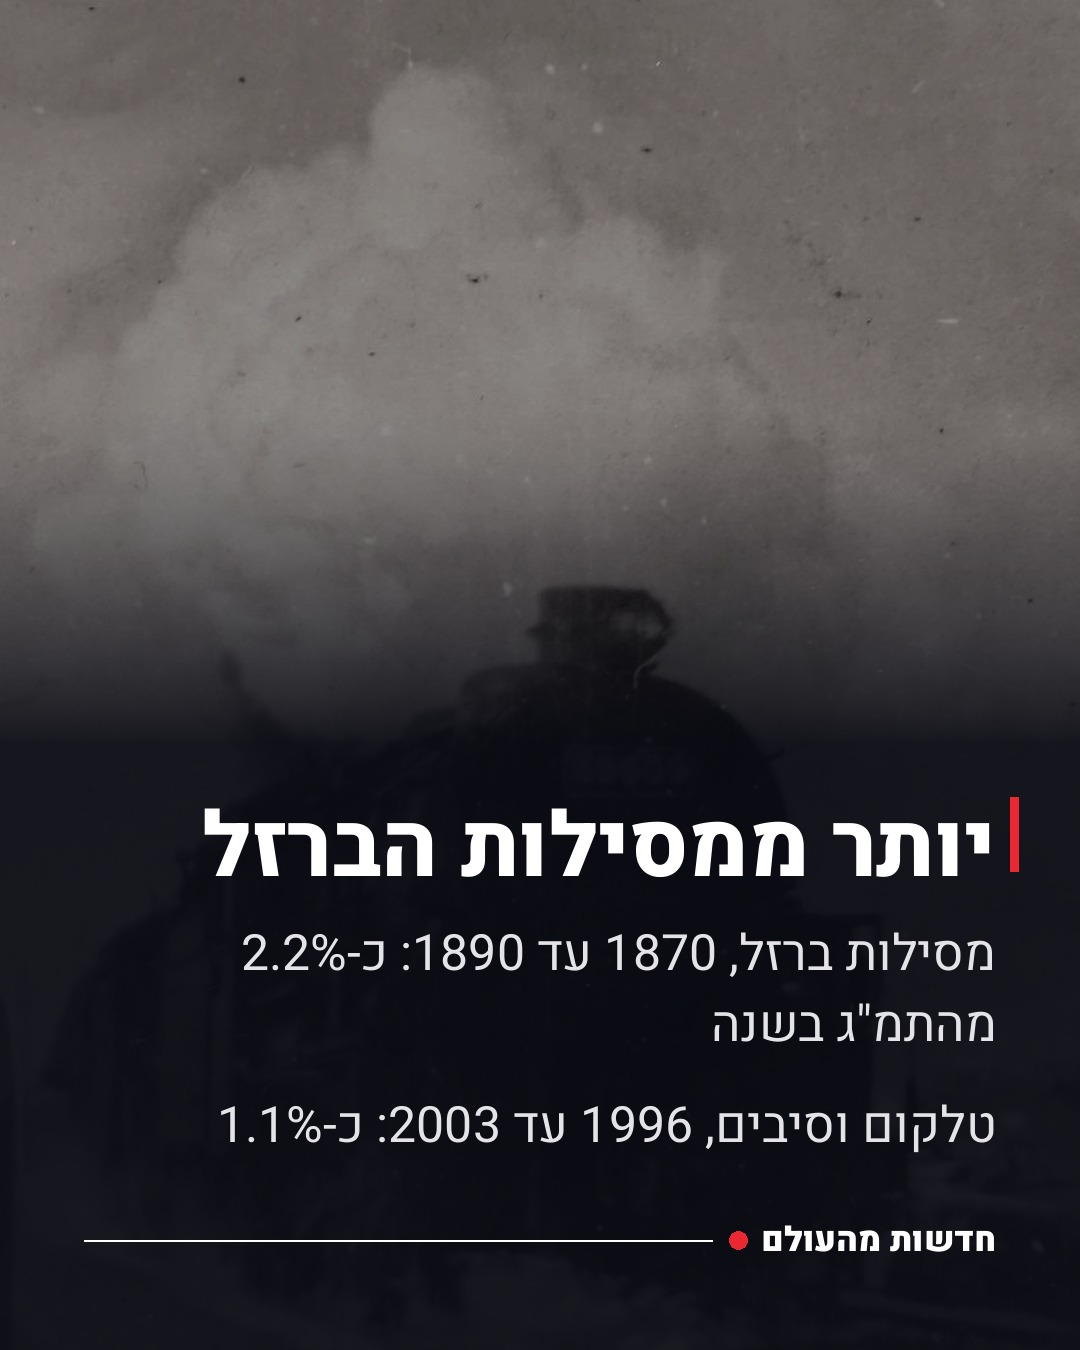 יותר ממסילות הברזל
מסילות ברזל, 1870 עד 1890: כ-2.2%
מהתמ"ג בשנה
טלקום וסיבים, 1996 עד 2003: כ-1.1%
חדשות מהעולם